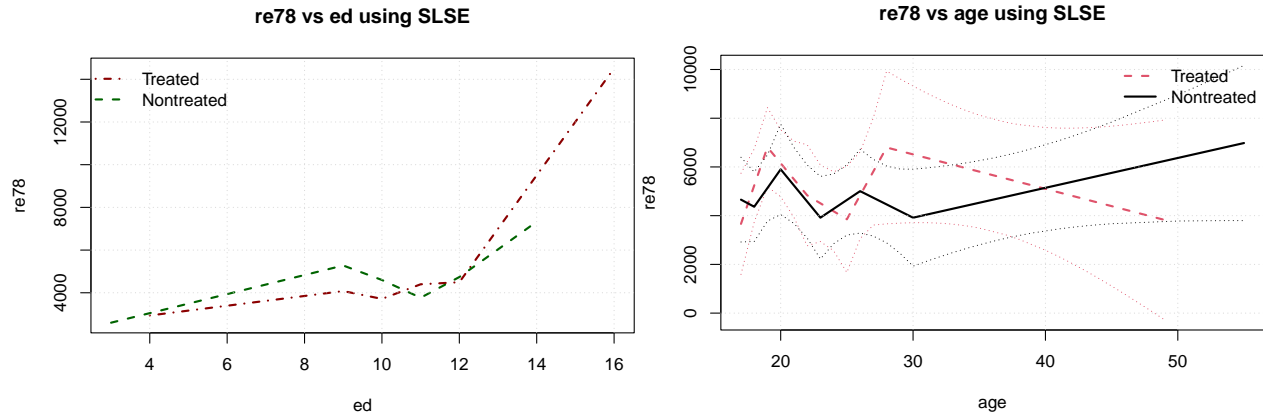 re78 vs ed using SLSE
Treated
Nontreated
re78
4000
8000
12000
4
6
8
10
12
14
16
ed
re78 vs age using SLSE
Treated
Nontreated
re78
0
2000
6000
10000
20
30
40
50
age